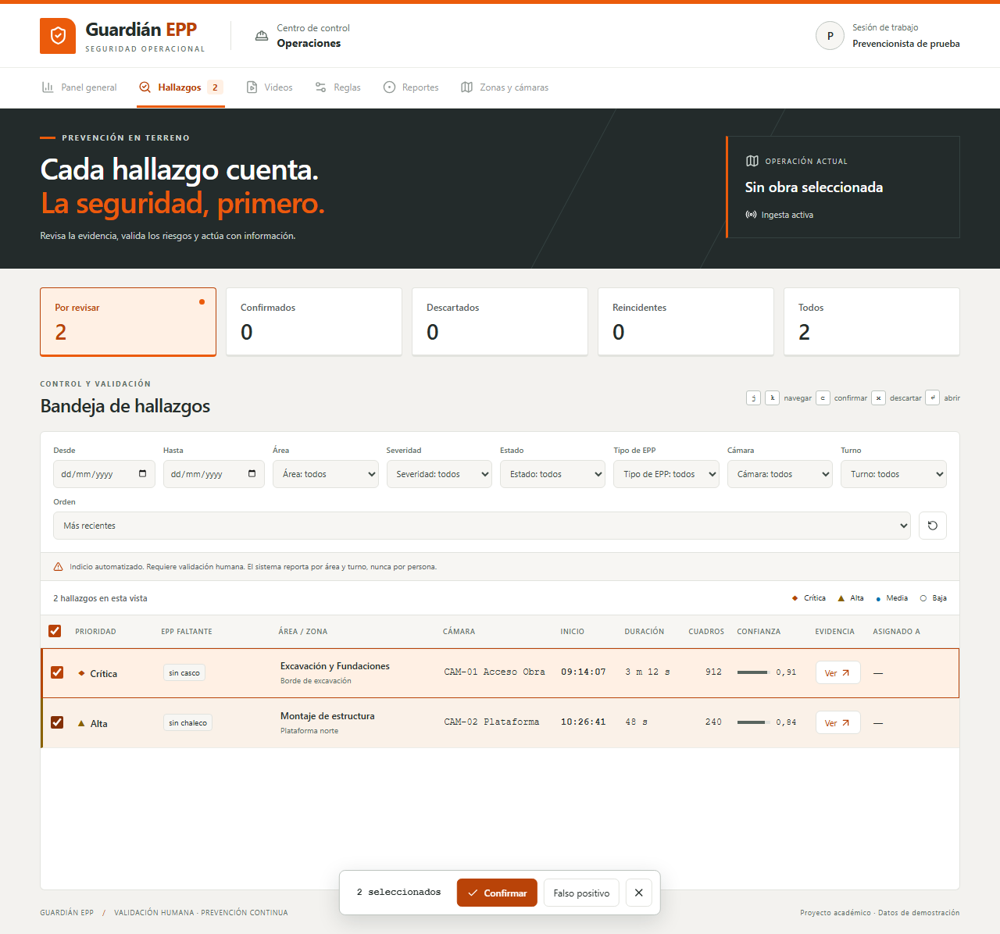 Guardián EPP
SEGURIDAD OPERACIONAL
Centro de control
Operaciones
P
Sesión de trabajo
Prevencionista de prueba
Panel general
Hallazgos 2
Videos
Reglas
Reportes
Zonas y cámaras
PREVENCIÓN EN TERRENO
Cada hallazgo cuenta.
La seguridad, primero.
Revisa la evidencia, valida los riesgos y actúa con información.
OPERACIÓN ACTUAL
Sin obra seleccionada
Ingesta activa
Por revisar
2
Confirmados
0
Descartados
0
Reincidentes
0
Todos
2
CONTROL Y VALIDACIÓN
Bandeja de hallazgos
j k navegar c confirmar x descartar ↵ abrir
Desde Hasta Área Severidad Estado Tipo de EPP Cámara Turno
dd/mm/yyyy dd/mm/yyyy Área: todos Severidad: todos Estado: todos Tipo de EPP: todos Cámara: todos Turno: todos
Orden
Más recientes
Indicio automatizado. Requiere validación humana. El sistema reporta por área y turno, nunca por persona.
2 hallazgos en esta vista
Crítica Alta Media Baja
PRIORIDAD EPP FALTANTE ÁREA / ZONA CÁMARA INICIO DURACIÓN CUADROS CONFIANZA EVIDENCIA ASIGNADO A
Crítica sin casco Excavación y Fundaciones CAM-01 Acceso Obra 09:14:07 3 m 12 s 912 0,91 Ver —
Borde de excavación
Alta sin chaleco Montaje de estructura CAM-02 Plataforma 10:26:41 48 s 240 0,84 Ver —
Plataforma norte
2 seleccionados Confirmar Falso positivo
GUARDIÁN EPP / VALIDACIÓN HUMANA · PREVENCIÓN CONTINUA
Proyecto académico · Datos de demostración